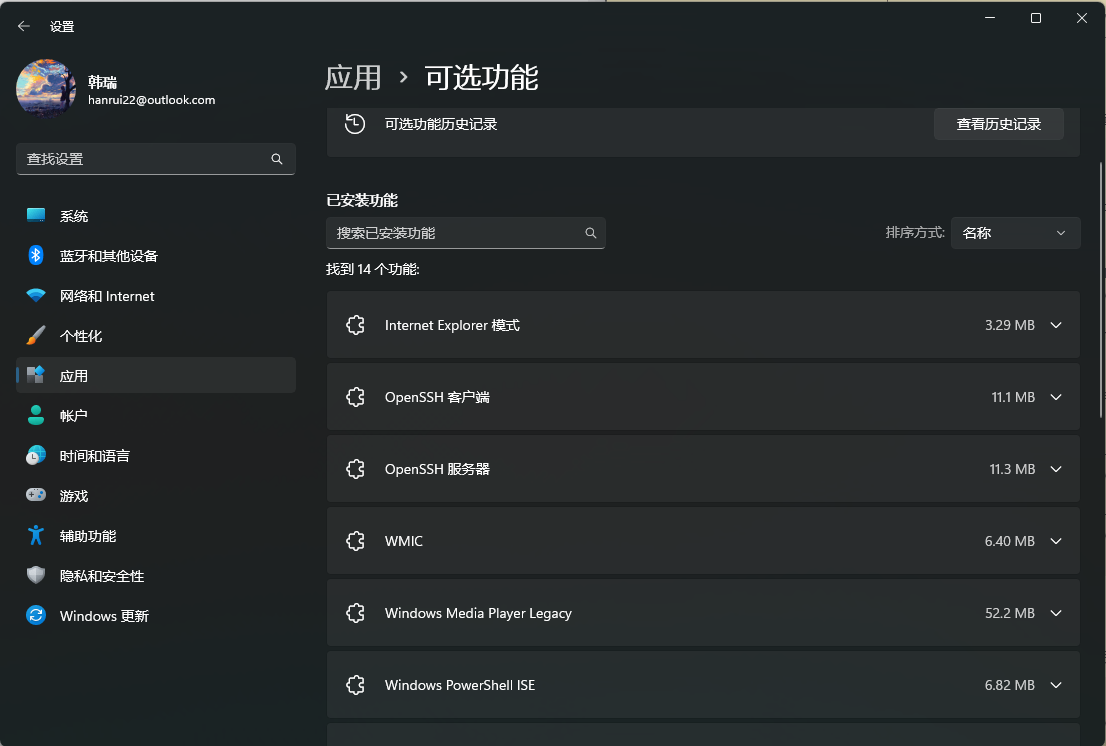 设置
韩瑞
hanrui22@outlook.com
查找设置
系统
蓝牙和其他设备
网络和 Internet
个性化
应用
帐户
时间和语言
游戏
辅助功能
隐私和安全性
Windows 更新
应用 › 可选功能
可选功能历史记录 查看历史记录
已安装功能
搜索已安装功能 排序方式: 名称
找到 14 个功能:
Internet Explorer 模式 3.29 MB
OpenSSH 客户端 11.1 MB
OpenSSH 服务器 11.3 MB
WMIC 6.40 MB
Windows Media Player Legacy 52.2 MB
Windows PowerShell ISE 6.82 MB